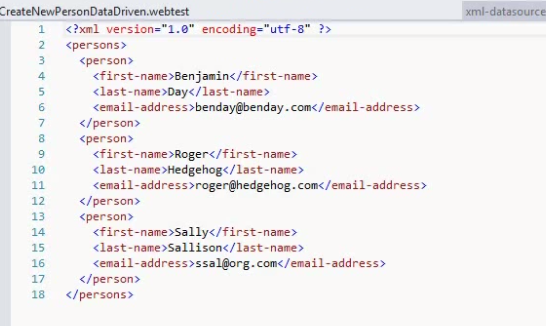 CreateNewPersonDataDriven.webtest xml-datasource
1 <?xml version="1.0" encoding="utf-8" ?>
2 <persons>
3 <person>
4 <first-name>Benjamin</first-name>
5 <last-name>Day</last-name>
6 <email-address>benday@benday.com</email-address>
7 </person>
8 <person>
9 <first-name>Roger</first-name>
10 <last-name>Hedgehog</last-name>
11 <email-address>roger@hedgehog.com</email-address>
12 </person>
13 <person>
14 <first-name>Sally</first-name>
15 <last-name>Sallison</last-name>
16 <email-address>ssal@org.com</email-address>
17 </person>
18 </persons>